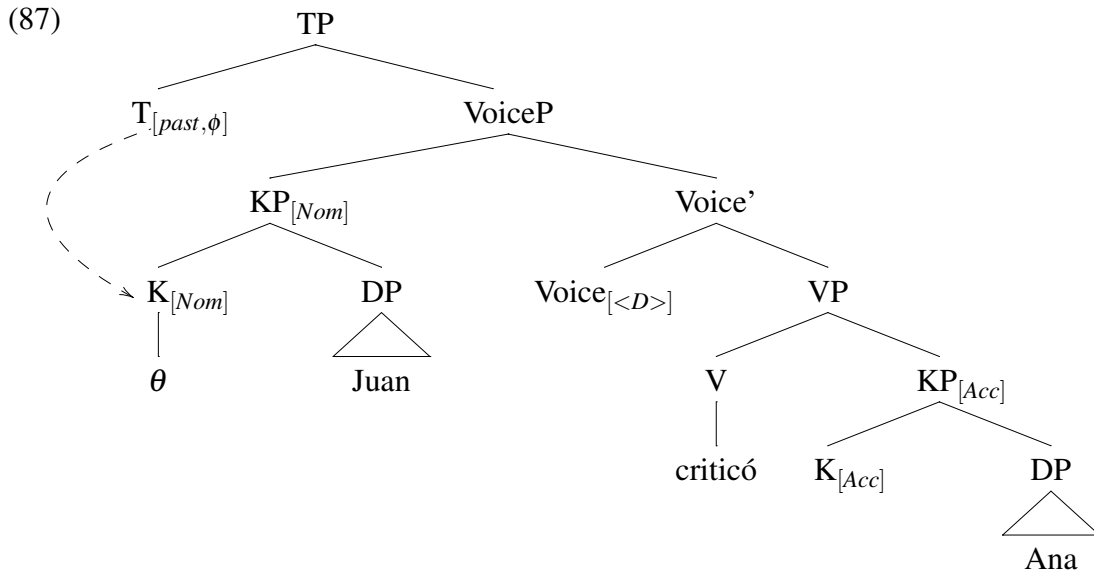 (87)
TP
T[past,ϕ] VoiceP
KP[Nom] Voice’
K[Nom] DP Voice[<D>] VP
θ Juan V KP[Acc]
criticó K[Acc] DP
Ana